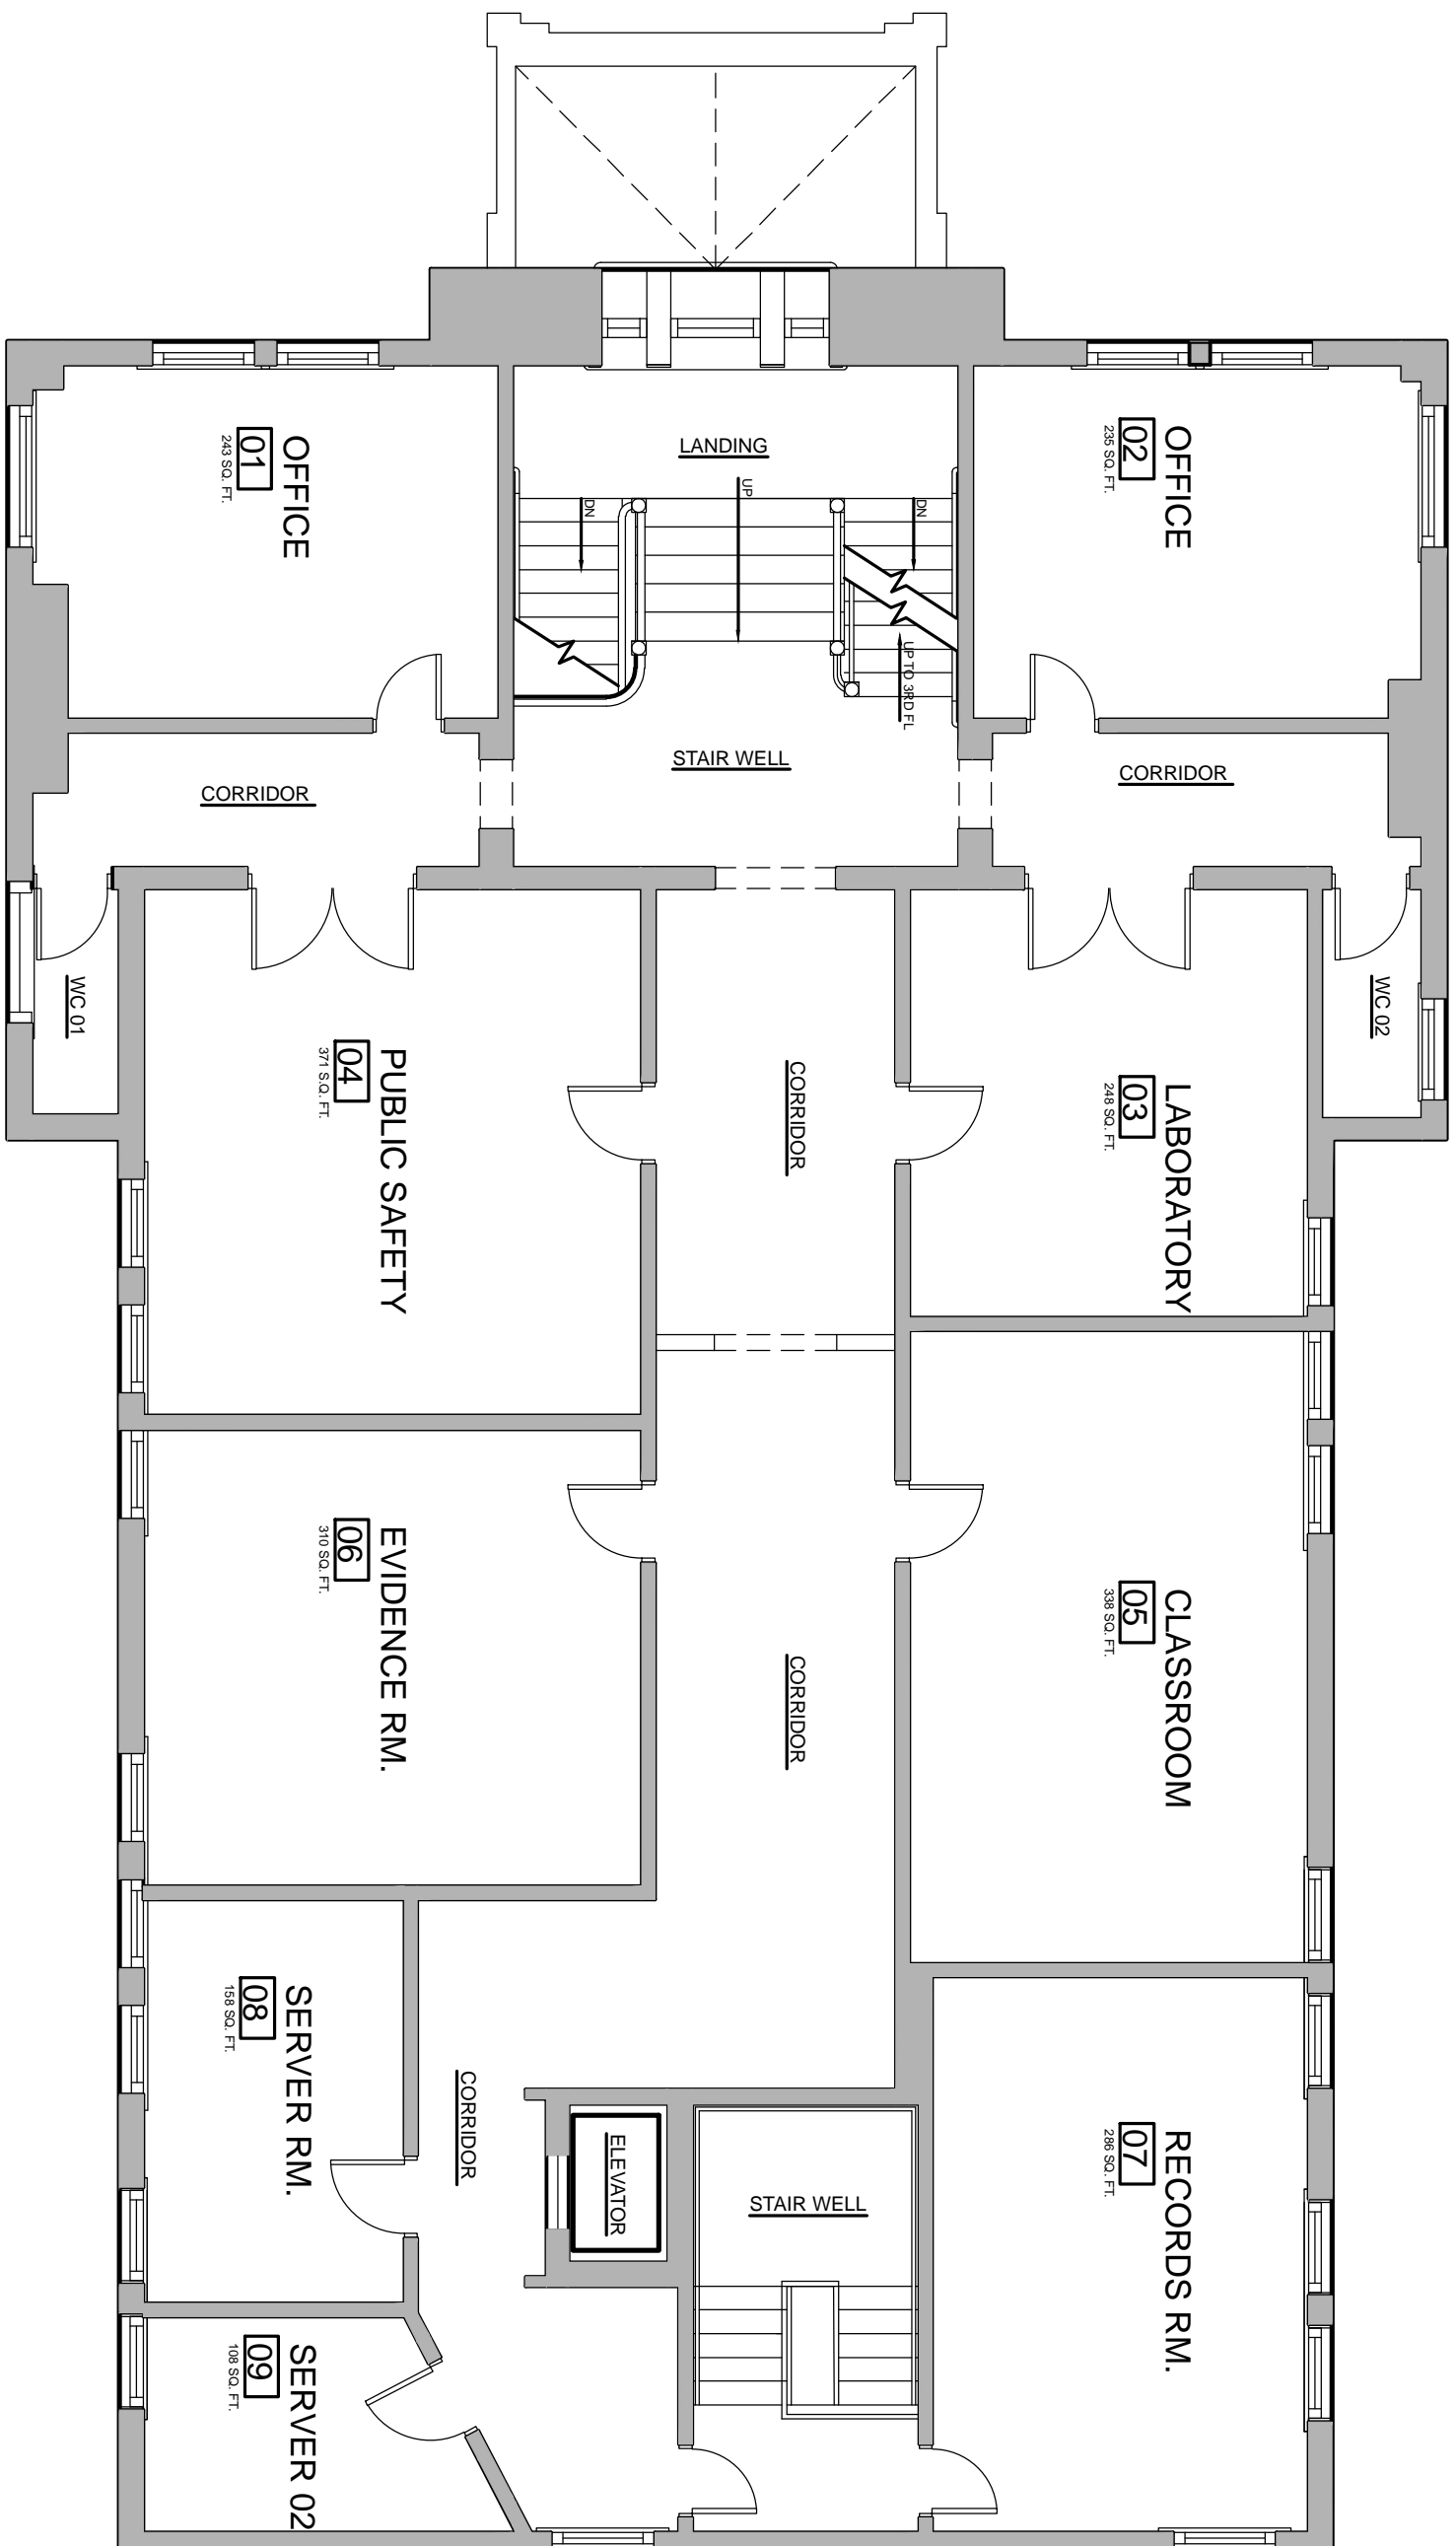 OFFICE
01
243 SQ. FT.
LANDING
UP
DN
DN
UP TO 3RD FL
OFFICE
02
235 SQ. FT.
CORRIDOR
STAIR WELL
CORRIDOR
WC 01
WC 02
PUBLIC SAFETY
04
371 S.Q. FT.
CORRIDOR
LABORATORY
03
248 SQ. FT.
EVIDENCE RM.
06
310 SQ. FT.
CORRIDOR
CLASSROOM
05
338 SQ. FT.
SERVER RM.
08
158 SQ. FT.
CORRIDOR
ELEVATOR
STAIR WELL
RECORDS RM.
07
286 SQ. FT.
SERVER 02
09
108 SQ. FT.